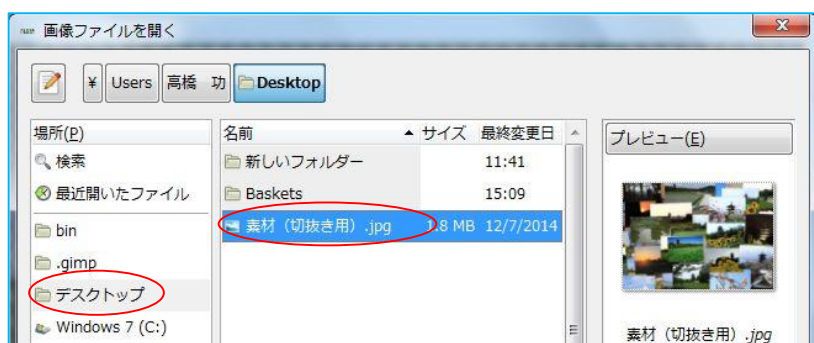 画像ファイルを開く
¥ Users 高橋 功 Desktop
場所(P)
検索
最近開いたファイル
bin
.gimp
デスクトップ
Windows 7 (C:)
名前 サイズ 最終変更日
新しいフォルダー 11:41
Baskets 15:09
素材（切抜き用）.jpg 1.8 MB 12/7/2014
プレビュー(E)
素材（切抜き用）.jpg